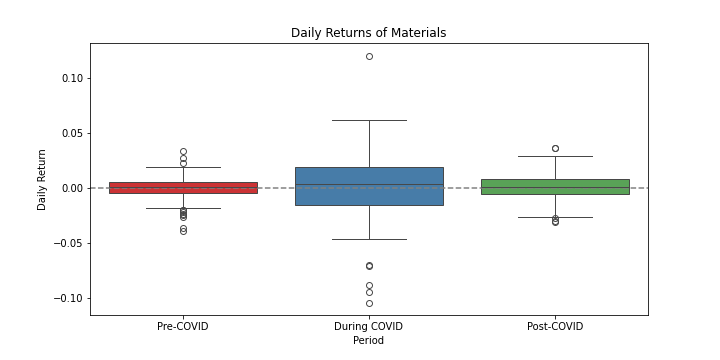 Daily Returns of Materials
Daily Return
0.10
0.05
0.00
−0.05
−0.10
Pre-COVID
During COVID
Post-COVID
Period